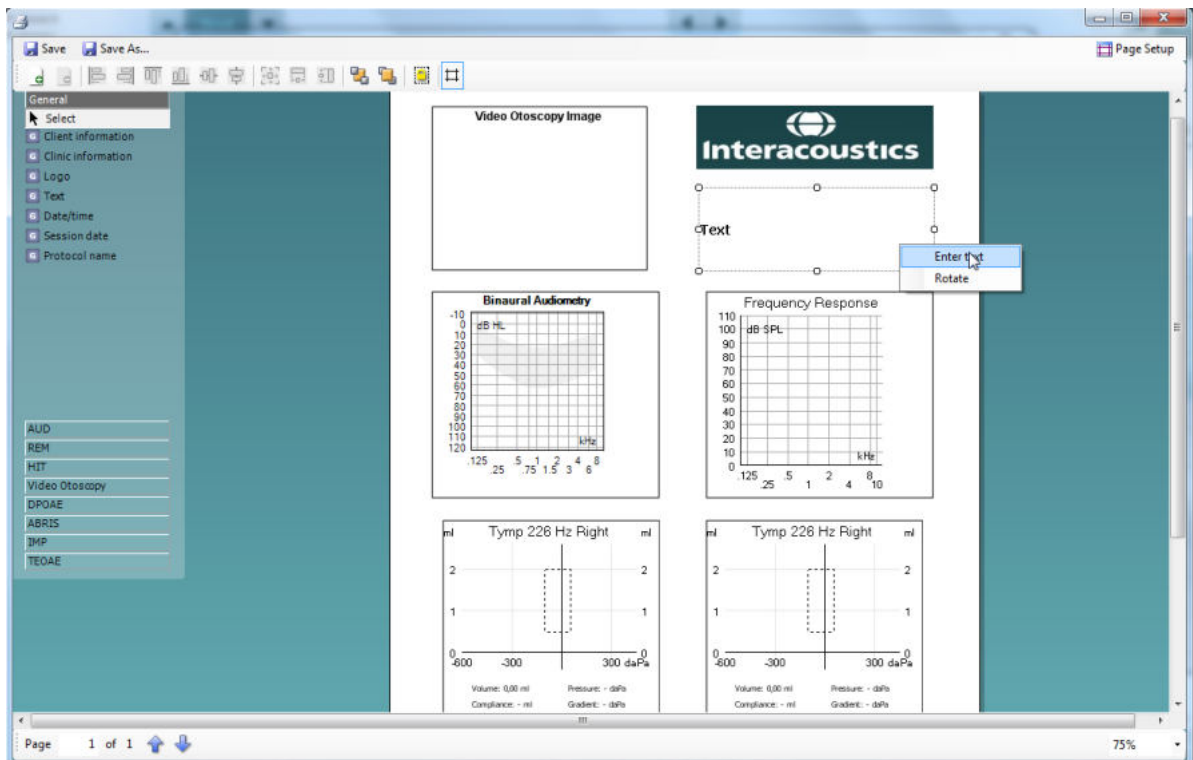 Save Save As... Page Setup
General
Select
Client information
Clinic information
Logo
Text
Date/time
Session date
Protocol name
AUD
REM
HIT
Video Otoscopy
DPOAE
ABRIS
IMP
TEOAE
Video Otoscopy Image
Interacoustics
Text
Enter text
Rotate
Binaural Audiometry
-10
0 dB HL
10
20
30
40
50
60
70
80
90
100
110 kHz
120
.125 .5 1 2 4 8
.25 .75 1.5 3 6
Frequency Response
110
100 dB SPL
90
80
70
60
50
40
30
20
10 kHz
0
.125 .5 2 8
.25 1 4 10
ml Tymp 226 Hz Right ml
2 2
1 1
0 0
-600 -300 300 daPa
Volume: 0,00 ml Pressure: - daPa
Compliance: - ml Gradient: - daPa
ml Tymp 226 Hz Right ml
2 2
1 1
0 0
-600 -300 300 daPa
Volume: 0,00 ml Pressure: - daPa
Compliance: - ml Gradient: - daPa
Page 1 of 1 75%